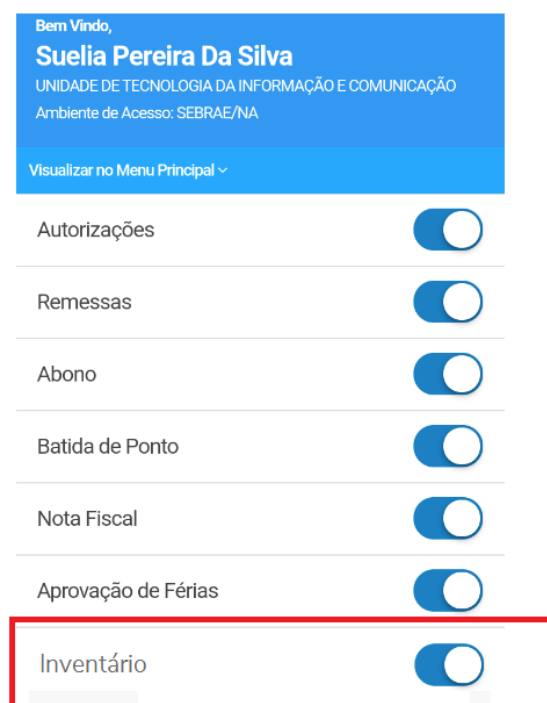 Bem Vindo,
Suelia Pereira Da Silva
UNIDADE DE TECNOLOGIA DA INFORMAÇÃO E COMUNICAÇÃO
Ambiente de Acesso: SEBRAE/NA
Visualizar no Menu Principal
Autorizações
Remessas
Abono
Batida de Ponto
Nota Fiscal
Aprovação de Férias
Inventário